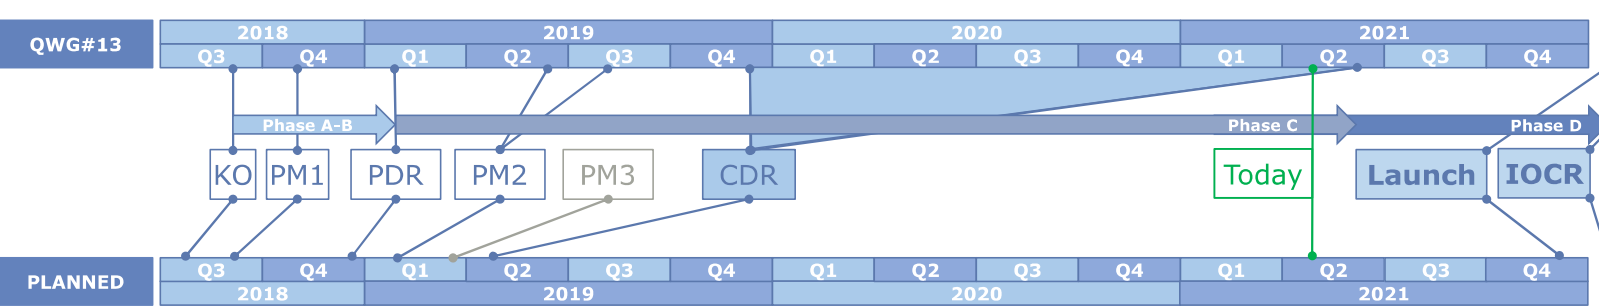 2018 2019 2020 2021
QWG#13
Q3 Q4 Q1 Q2 Q3 Q4 Q1 Q2 Q3 Q4 Q1 Q2 Q3 Q4
Phase A-B Phase C Phase D
KO PM1 PDR PM2 PM3 CDR Today Launch IOCR
Q3 Q4 Q1 Q2 Q3 Q4 Q1 Q2 Q3 Q4 Q1 Q2 Q3 Q4
PLANNED
2018 2019 2020 2021